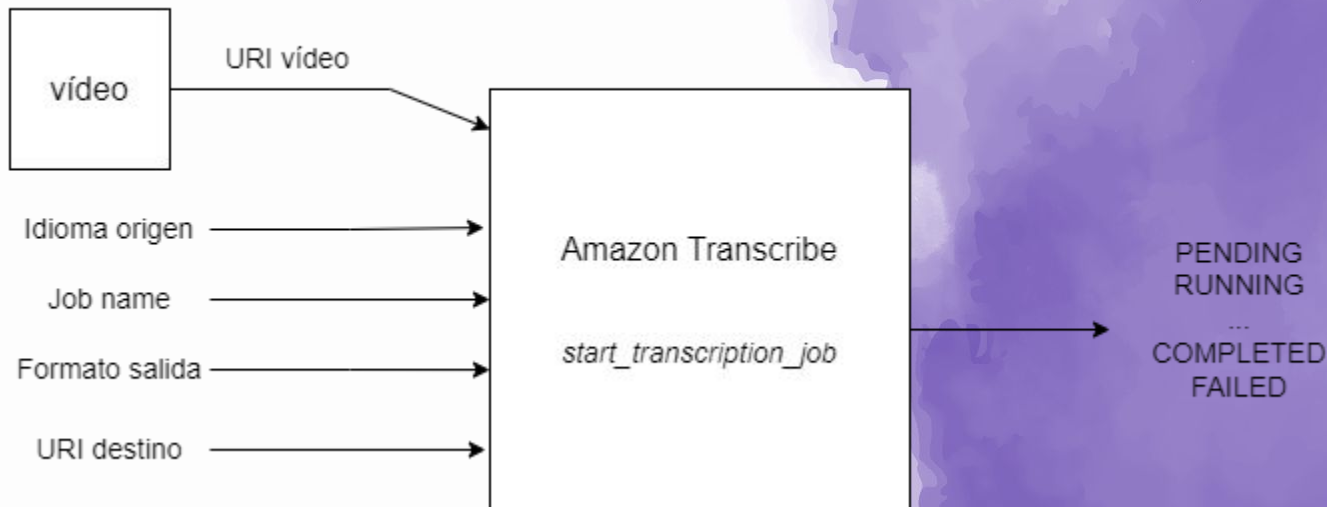 vídeo
URI vídeo
Idioma origen
Job name
Formato salida
URI destino
Amazon Transcribe
start_transcription_job
PENDING
RUNNING
...
COMPLETED
FAILED